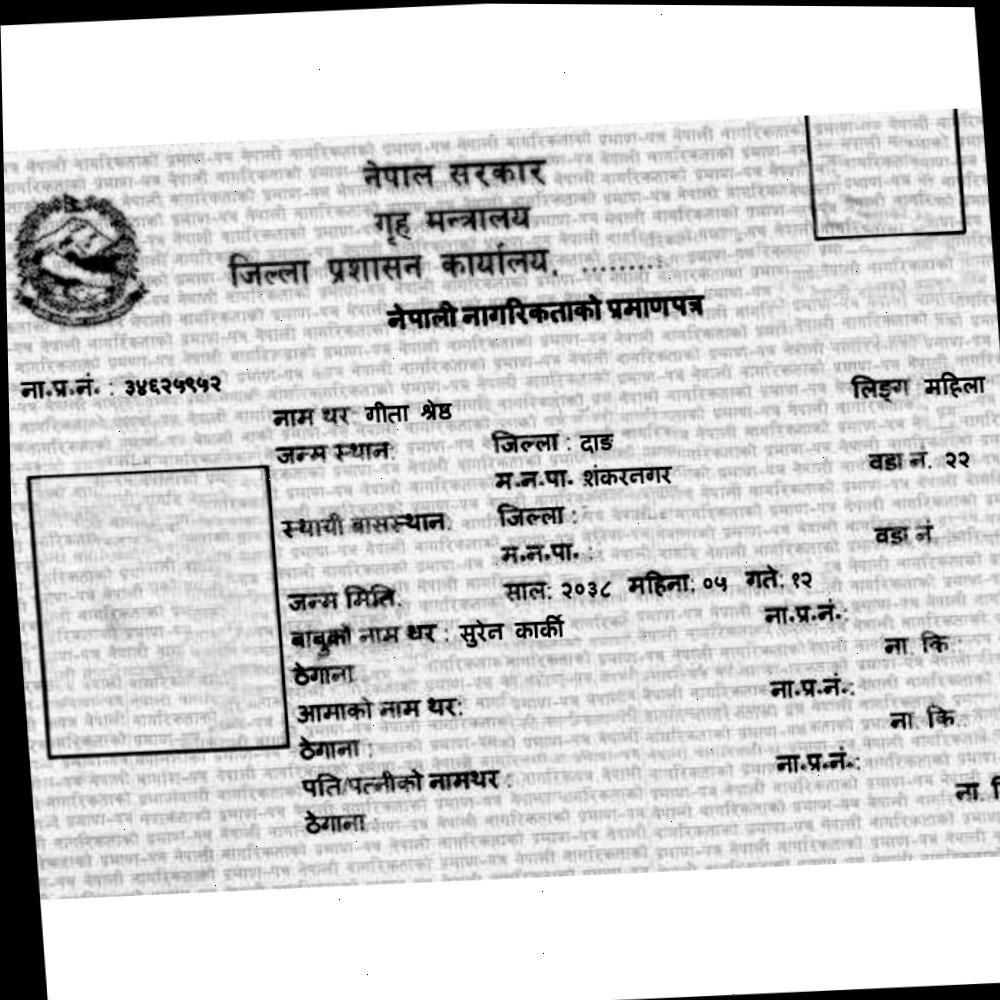 नेपाल सरकार
गृह मन्त्रालय
जिल्ला प्रशासन कार्यालय, .........
नेपाली नागरिकताको प्रमाणपत्र
ना.प्र.नं. : ३४६२५९५२
लिङ्ग महिला
नाम थर गीता श्रेष्ठ
जन्म स्थान: जिल्ला : दाङ
म.न.पा. शंकरनगर वडा नं. २२
स्थायी बासस्थान: जिल्ला :
म.न.पा. : वडा नं
जन्म मिति: साल: २०३८ महिना: ०५ गते: १२
बाबुको नाम थर : सुरेन कार्की ना.प्र.नं.:
ठेगाना ना. कि
आमाको नाम थर: ना.प्र.नं.:
ठेगाना : ना. कि
पति/पत्नीको नामथर : ना.प्र.नं.:
ठेगाना : ना.